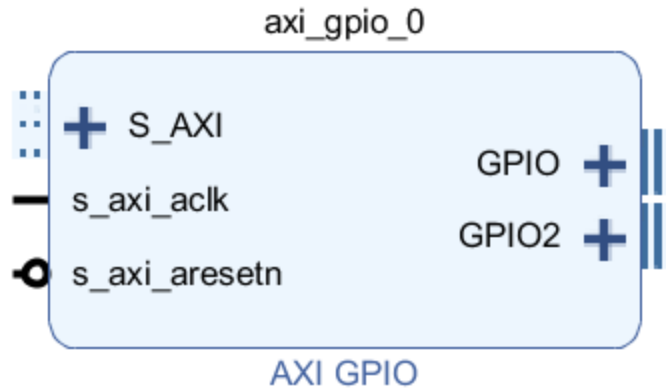 axi_gpio_0
S_AXI
s_axi_aclk
s_axi_aresetn
GPIO
GPIO2
AXI GPIO